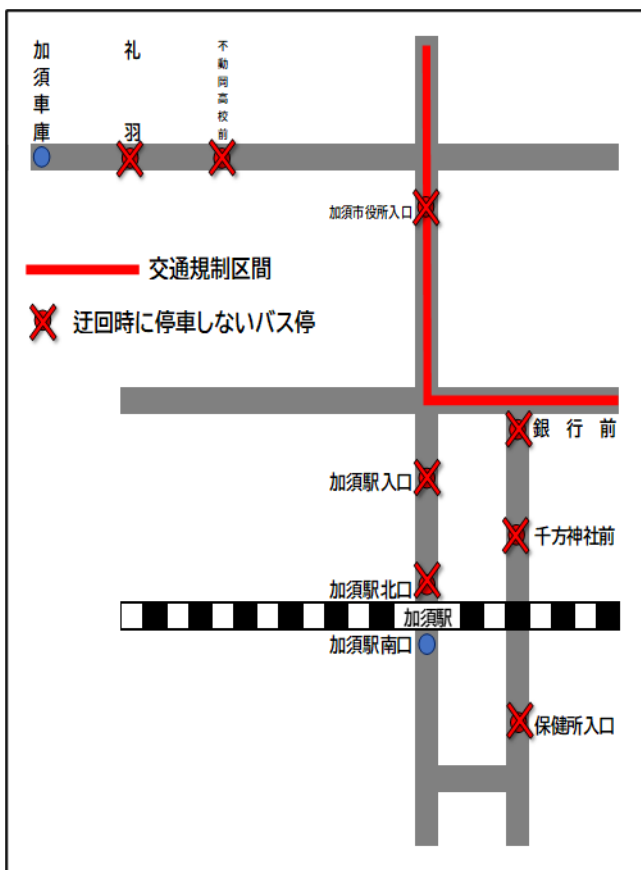 加須車庫
礼羽
不動岡高校前
加須市役所入口
交通規制区間
迂回時に停車しないバス停
銀行前
加須駅入口
千方神社前
加須駅北口
加須駅
加須駅南口
保健所入口